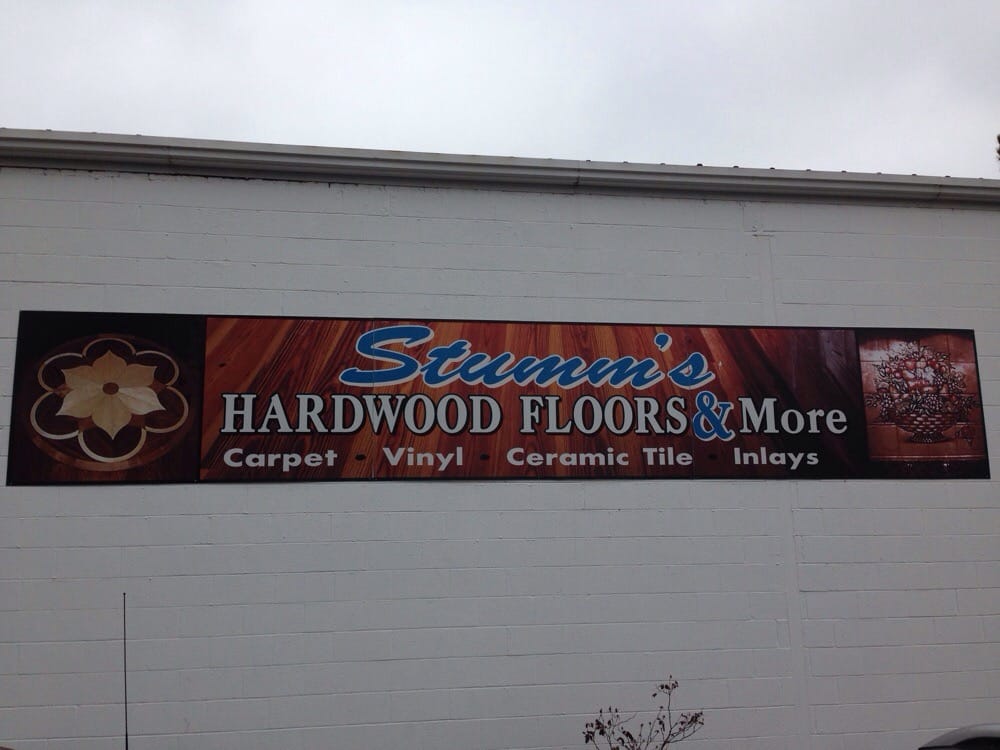 Stumm's
HARDWOOD FLOORS & More
Carpet • Vinyl • Ceramic Tile • Inlays